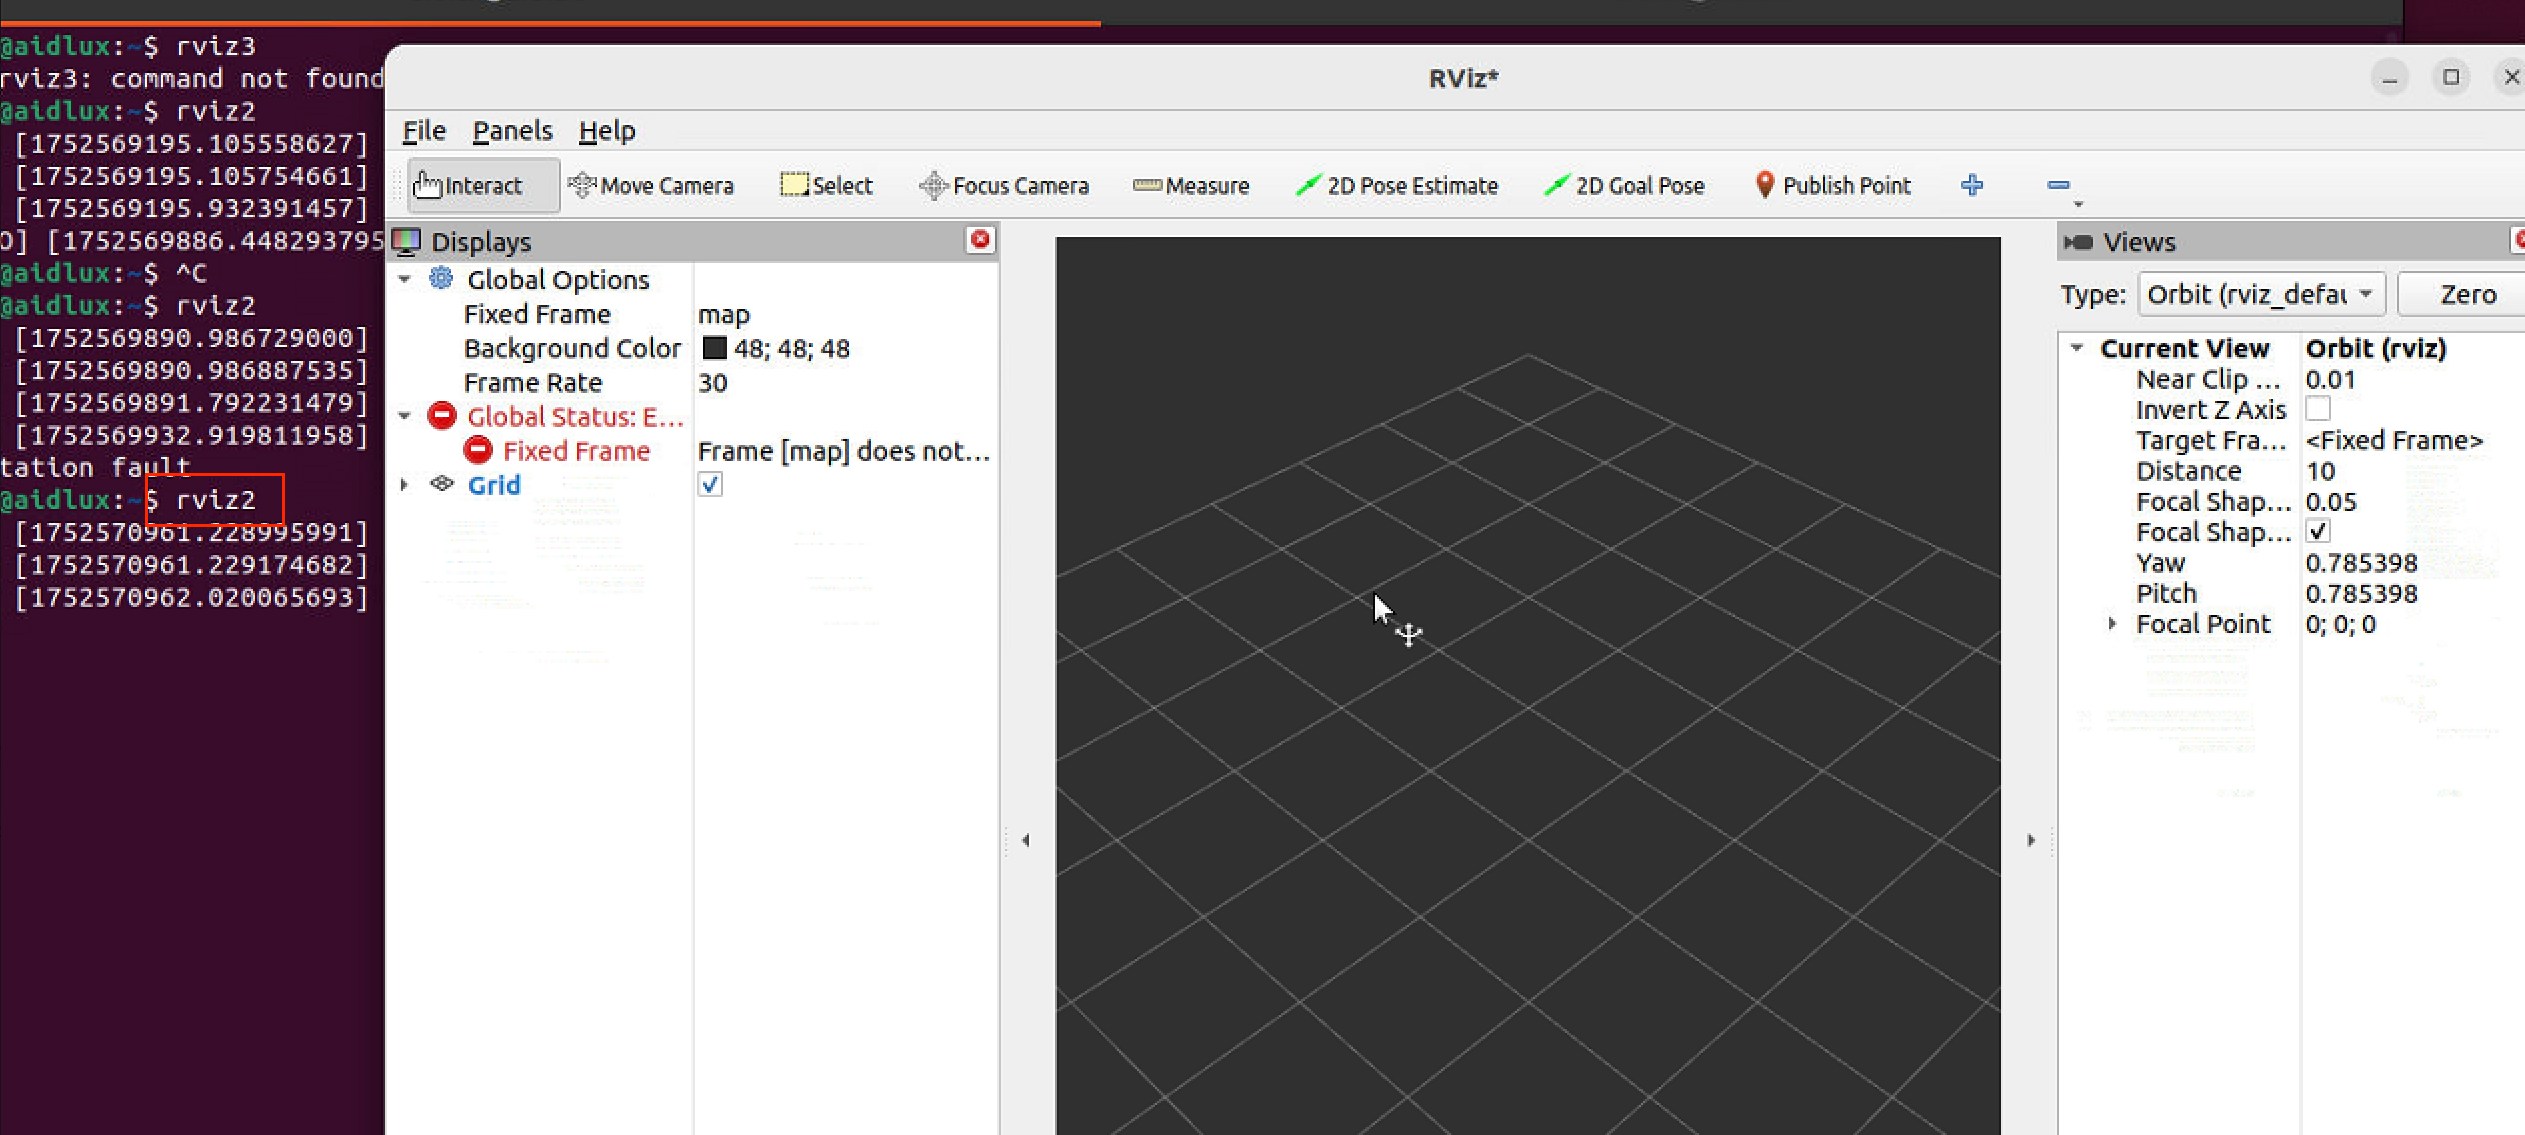 @aidlux:~$ rviz3
rviz3: command not found
@aidlux:~$ rviz2
[1752569195.105558627]
[1752569195.105754661]
[1752569195.932391457]
O] [1752569886.448293795
@aidlux:~$ ^C
@aidlux:~$ rviz2
[1752569890.986729000]
[1752569890.986887535]
[1752569891.792231479]
[1752569932.919811958]
tation fault
@aidlux:~$ rviz2
[1752570961.228995991]
[1752570961.229174682]
[1752570962.020065693]
RViz*
File Panels Help
Interact Move Camera Select Focus Camera Measure 2D Pose Estimate 2D Goal Pose Publish Point
Displays
Global Options
Fixed Frame map
Background Color 48; 48; 48
Frame Rate 30
Global Status: E...
Fixed Frame Frame [map] does not...
Grid
Views
Type: Orbit (rviz_defau Zero
Current View Orbit (rviz)
Near Clip ... 0.01
Invert Z Axis
Target Fra... <Fixed Frame>
Distance 10
Focal Shap... 0.05
Focal Shap...
Yaw 0.785398
Pitch 0.785398
Focal Point 0; 0; 0